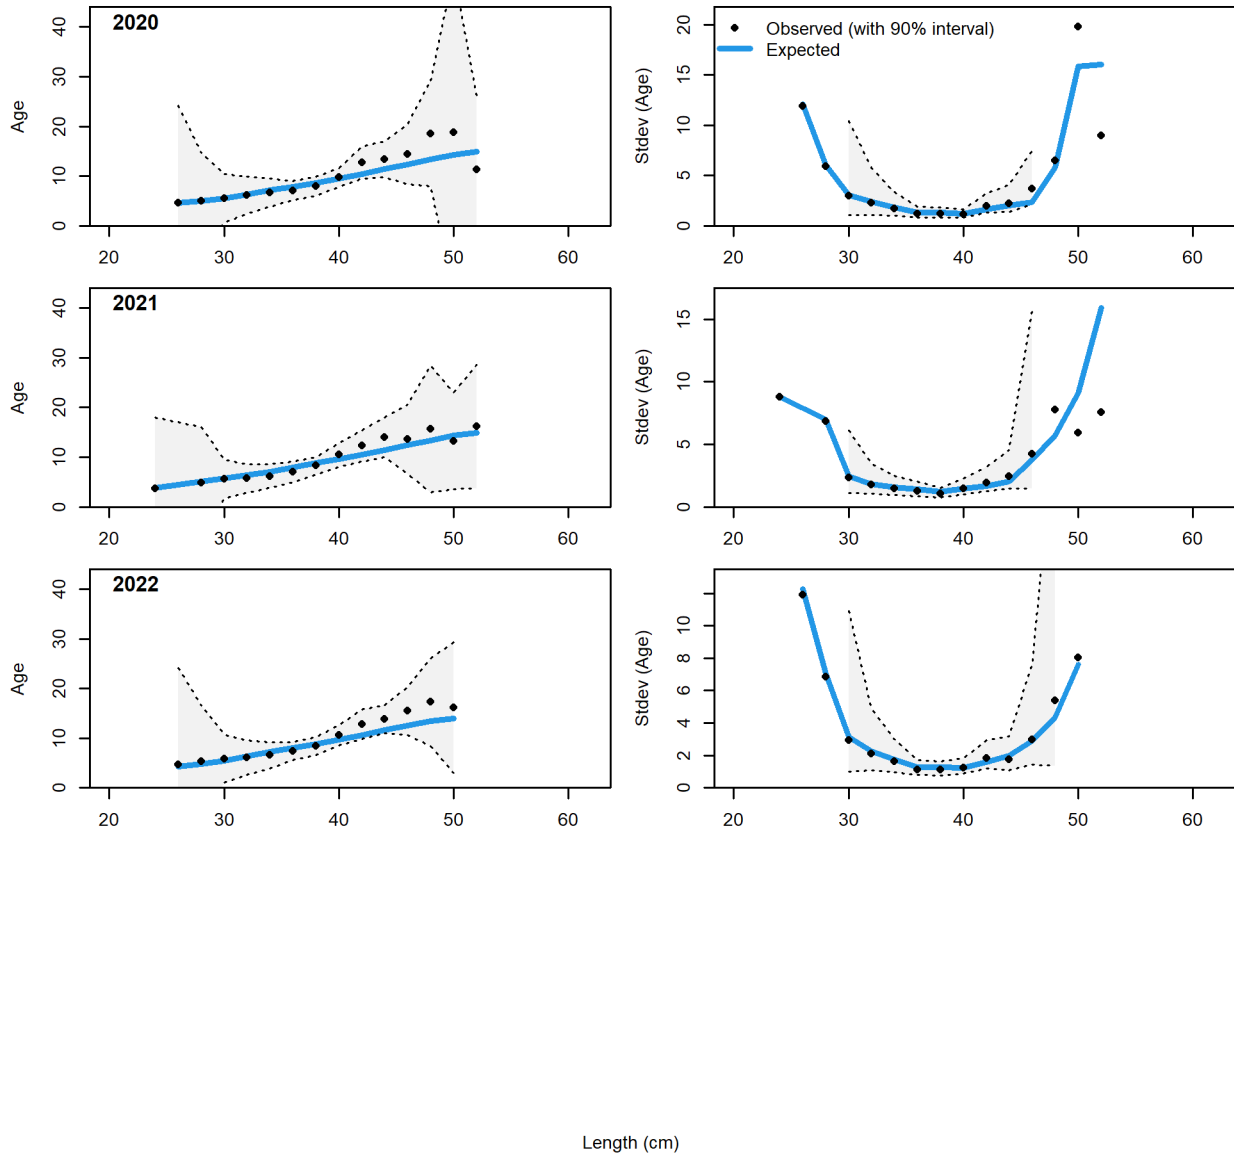 2020
Age
0 10 20 30 40
20 30 40 50 60
Observed (with 90% interval)
Expected
Stdev (Age)
0 5 10 15 20
20 30 40 50 60
2021
Age
0 10 20 30 40
20 30 40 50 60
Stdev (Age)
0 5 10 15
20 30 40 50 60
2022
Age
0 10 20 30 40
20 30 40 50 60
Stdev (Age)
0 2 4 6 8 10
20 30 40 50 60
Length (cm)